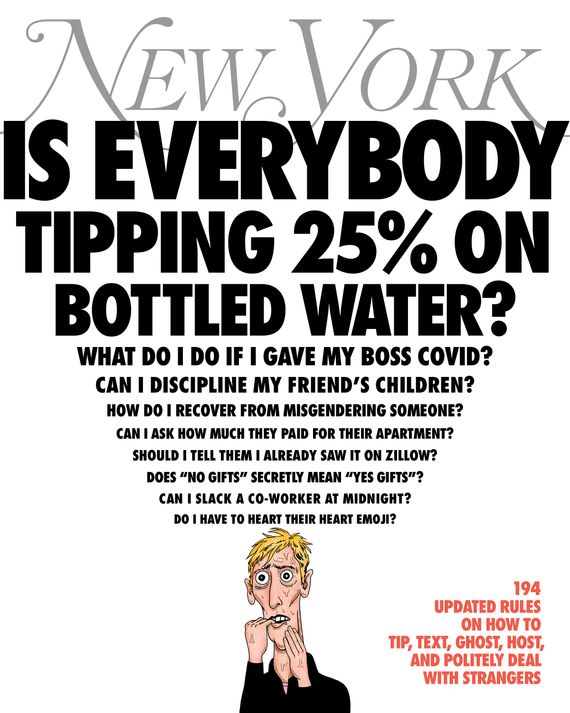 NEW YORK
IS EVERYBODY
TIPPING 25% ON
BOTTLED WATER?
WHAT DO I DO IF I GAVE MY BOSS COVID?
CAN I DISCIPLINE MY FRIEND'S CHILDREN?
HOW DO I RECOVER FROM MISGENDERING SOMEONE?
CAN I ASK HOW MUCH THEY PAID FOR THEIR APARTMENT?
SHOULD I TELL THEM I ALREADY SAW IT ON ZILLOW?
DOES “NO GIFTS” SECRETLY MEAN “YES GIFTS”?
CAN I SLACK A CO-WORKER AT MIDNIGHT?
DO I HAVE TO HEART THEIR HEART EMOJI?
194
UPDATED RULES
ON HOW TO
TIP, TEXT, GHOST, HOST,
AND POLITELY DEAL
WITH STRANGERS